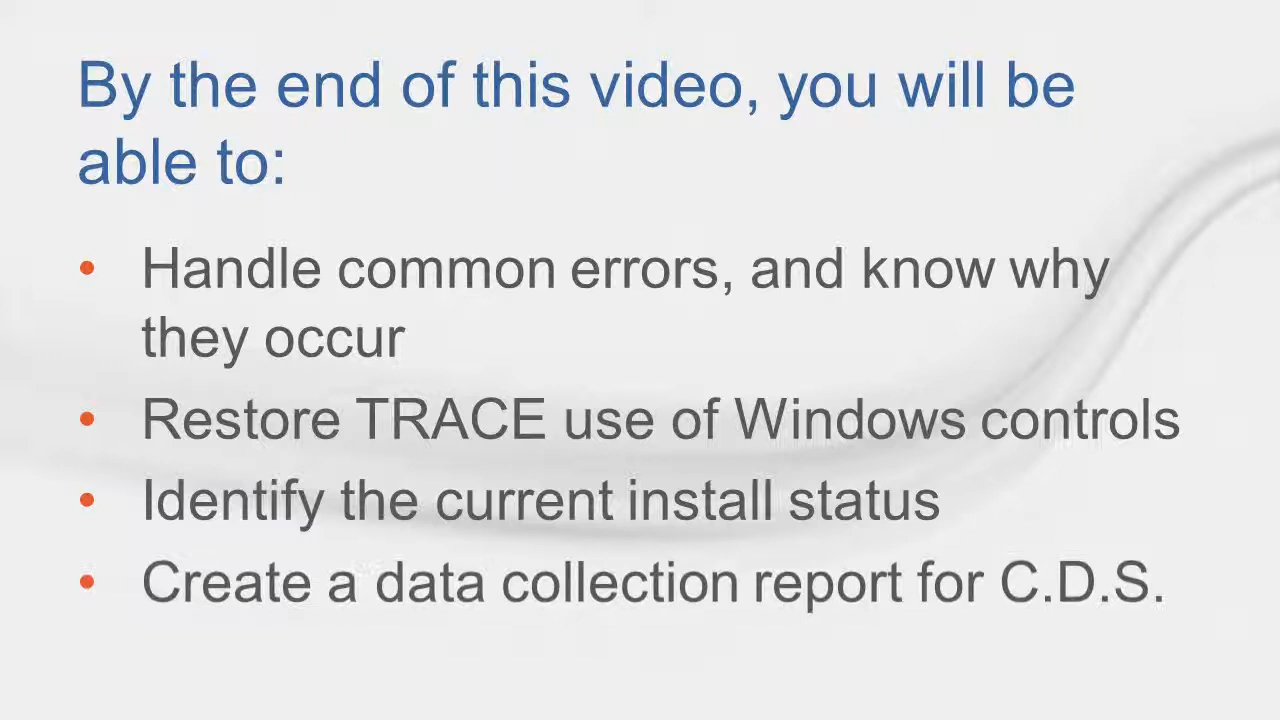 By the end of this video, you will be
able to:
• Handle common errors, and know why
they occur
• Restore TRACE use of Windows controls
• Identify the current install status
• Create a data collection report for C.D.S.